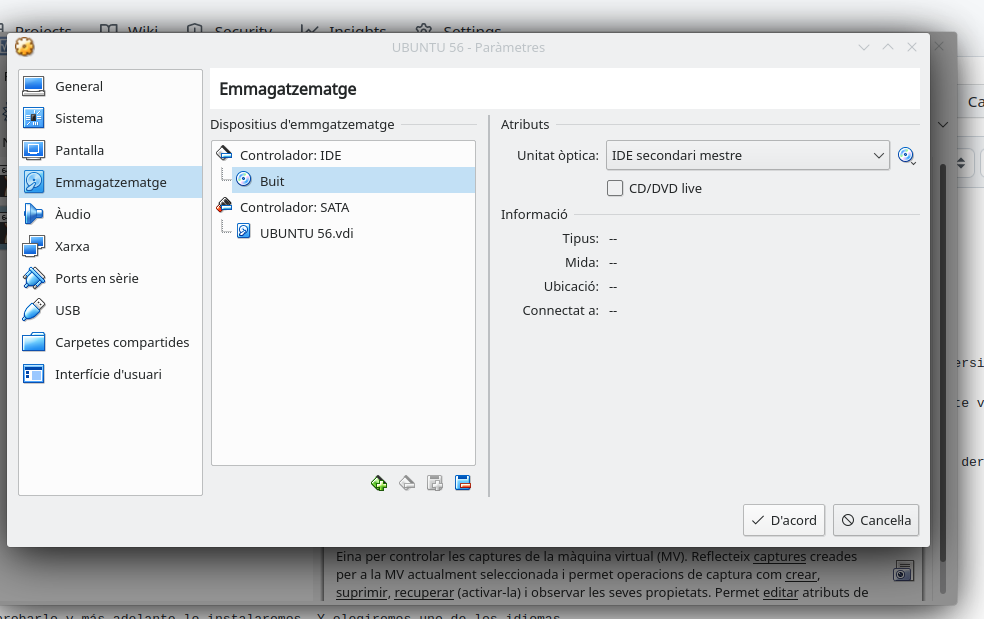 Projects Wiki Security Insights Settings
UBUNTU 56 - Paràmetres
General
Sistema
Pantalla
Emmagatzematge
Àudio
Xarxa
Ports en sèrie
USB
Carpetes compartides
Interfície d'usuari
Emmagatzematge
Dispositius d'emmgatzematge
Controlador: IDE
Buit
Controlador: SATA
UBUNTU 56.vdi
Atributs
Unitat òptica: IDE secondari mestre
CD/DVD live
Informació
Tipus: --
Mida: --
Ubicació: --
Connectat a: --
D'acord Cancel·la
Ca
ersi
te v
der
Eina per controlar les captures de la màquina virtual (MV). Reflecteix captures creades
per a la MV actualment seleccionada i permet operacions de captura com crear,
suprimir, recuperar (activar-la) i observar les seves propietats. Permet editar atributs de
probarlo y más adelante lo instalaremos. Y elegiremos uno de los idiomas